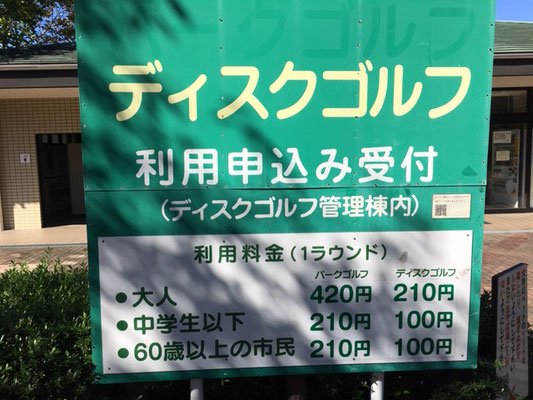 パークゴルフ
ディスクゴルフ
利用申込み受付
(ディスクゴルフ管理棟内)
利用料金(1ラウンド)
パークゴルフ ディスクゴルフ
●大人 420円 210円
●中学生以下 210円 100円
●60歳以上の市民 210円 100円